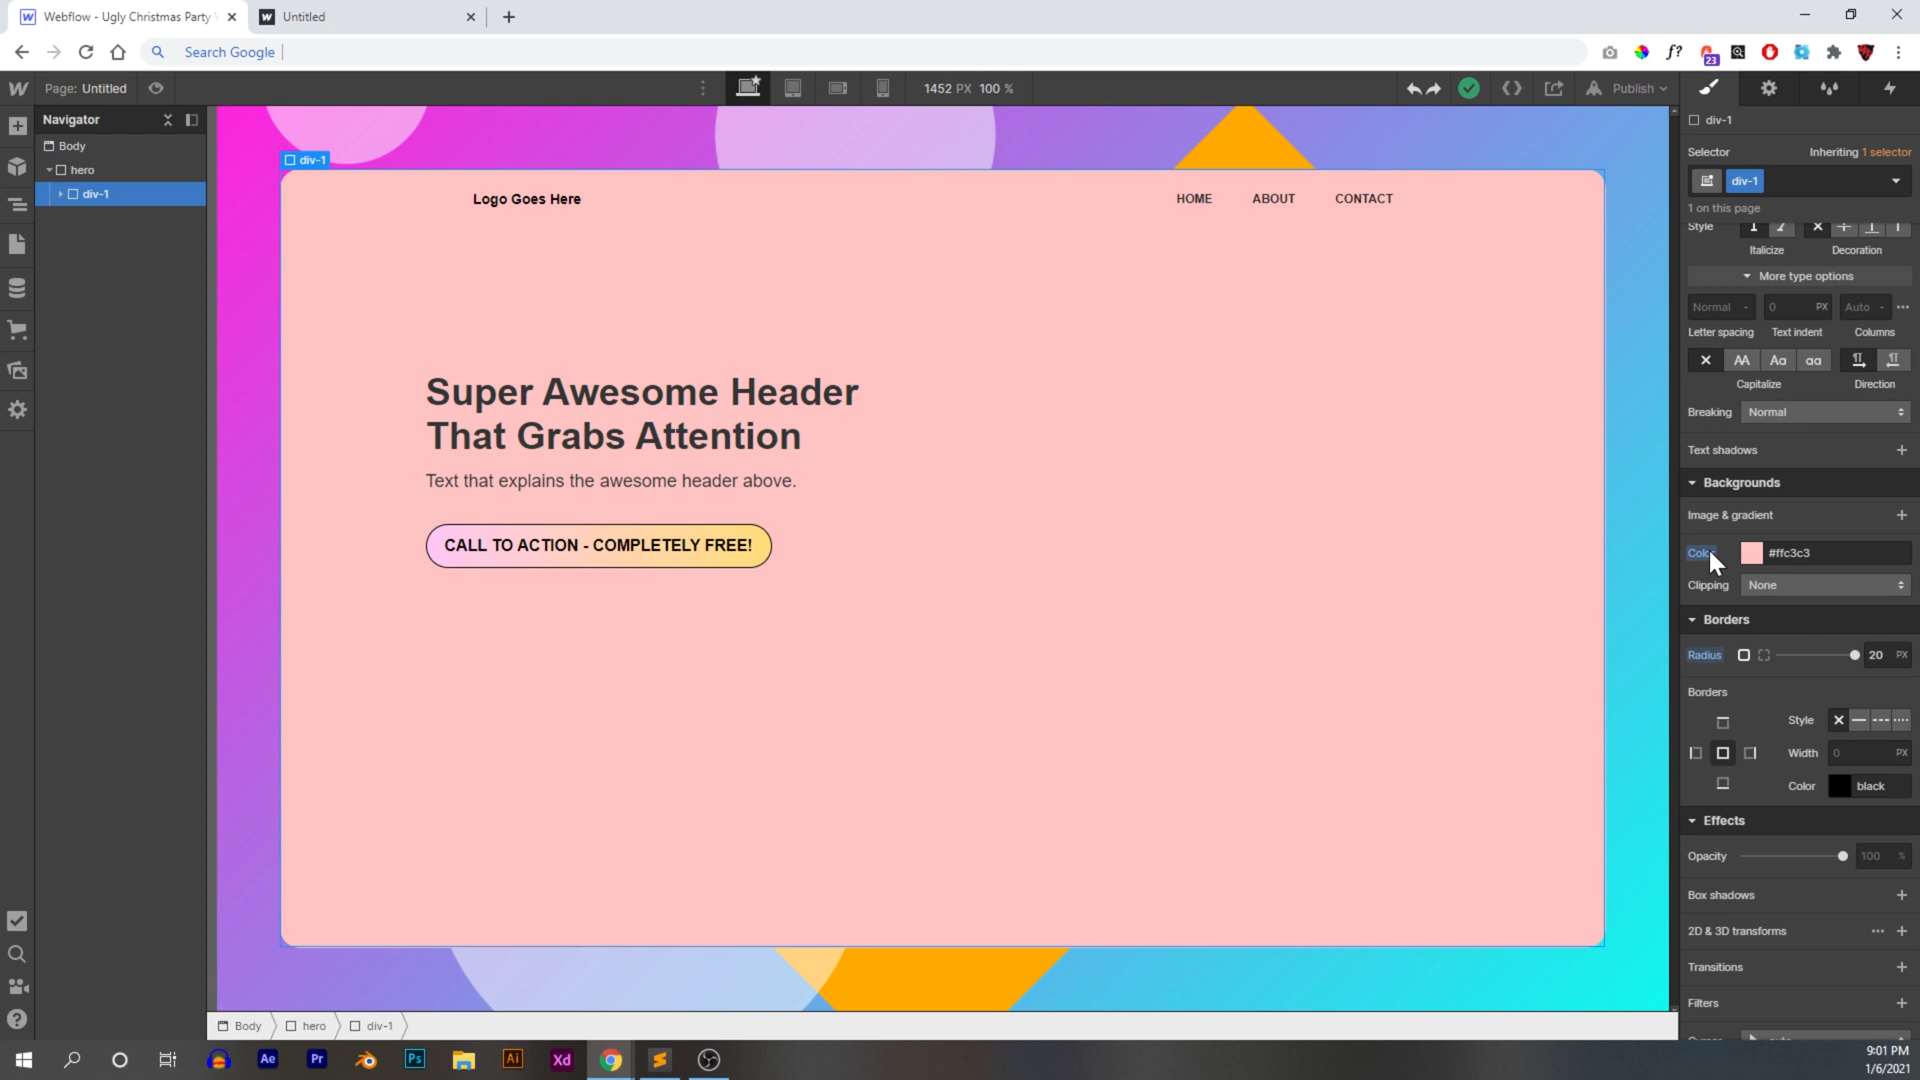 Webflow - Ugly Christmas Party
Untitled
Search Google
f?
23
Page: Untitled
1452 PX 100 %
Publish
Navigator
Body
hero
div-1
div-1
Logo Goes Here
HOME
ABOUT
CONTACT
Super Awesome Header
That Grabs Attention
Text that explains the awesome header above.
CALL TO ACTION - COMPLETELY FREE!
Body
hero
div-1
div-1
Selector
Inheriting 1 selector
div-1
1 on this page
Style
Italicize
Decoration
More type options
Normal -
0 PX
Auto -
Letter spacing
Text indent
Columns
AA
Aa
aa
Capitalize
Direction
Breaking
Normal
Text shadows
Backgrounds
Image & gradient
#ffc3c3
Clipping
None
Borders
Radius
20 PX
Borders
Style
Width
0 PX
Color
black
Effects
Opacity
100 %
Box shadows
2D & 3D transforms
Transitions
Filters
Ae
Pr
Ps
Ai
Xd
9:01 PM
1/6/2021